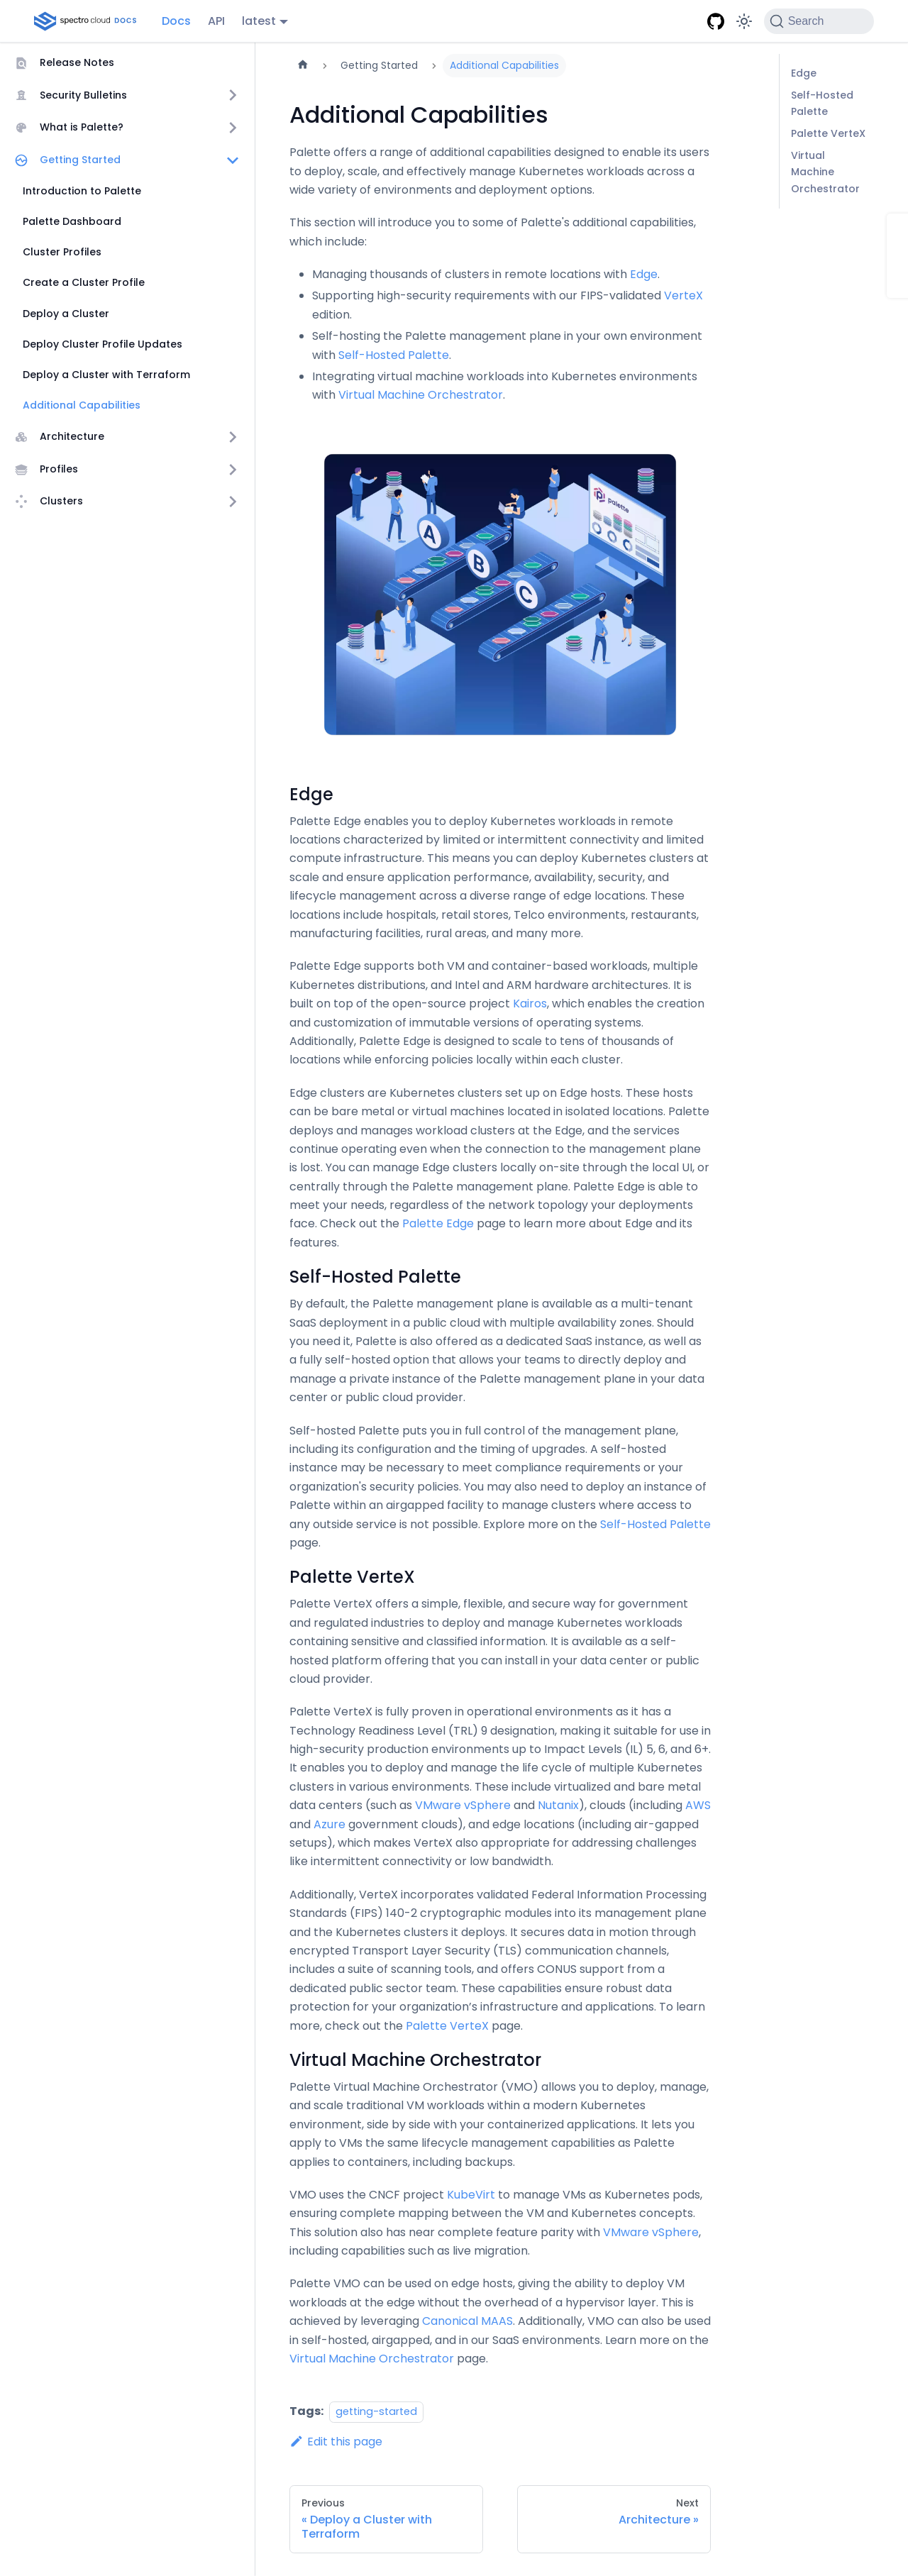 spectro cloud DOCS
Docs
API
latest
Search
Release Notes
Security Bulletins
What is Palette?
Getting Started
Introduction to Palette
Palette Dashboard
Cluster Profiles
Create a Cluster Profile
Deploy a Cluster
Deploy Cluster Profile Updates
Deploy a Cluster with Terraform
Additional Capabilities
Architecture
Profiles
Clusters
Getting Started
Additional Capabilities
Additional Capabilities
Palette offers a range of additional capabilities designed to enable its users
to deploy, scale, and effectively manage Kubernetes workloads across a
wide variety of environments and deployment options.
This section will introduce you to some of Palette's additional capabilities,
which include:
Managing thousands of clusters in remote locations with Edge.
Supporting high-security requirements with our FIPS-validated VerteX
edition.
Self-hosting the Palette management plane in your own environment
with Self-Hosted Palette.
Integrating virtual machine workloads into Kubernetes environments
with Virtual Machine Orchestrator.
palette
A
B
C
Edge
Palette Edge enables you to deploy Kubernetes workloads in remote
locations characterized by limited or intermittent connectivity and limited
compute infrastructure. This means you can deploy Kubernetes clusters at
scale and ensure application performance, availability, security, and
lifecycle management across a diverse range of edge locations. These
locations include hospitals, retail stores, Telco environments, restaurants,
manufacturing facilities, rural areas, and many more.
Palette Edge supports both VM and container-based workloads, multiple
Kubernetes distributions, and Intel and ARM hardware architectures. It is
built on top of the open-source project Kairos, which enables the creation
and customization of immutable versions of operating systems.
Additionally, Palette Edge is designed to scale to tens of thousands of
locations while enforcing policies locally within each cluster.
Edge clusters are Kubernetes clusters set up on Edge hosts. These hosts
can be bare metal or virtual machines located in isolated locations. Palette
deploys and manages workload clusters at the Edge, and the services
continue operating even when the connection to the management plane
is lost. You can manage Edge clusters locally on-site through the local UI, or
centrally through the Palette management plane. Palette Edge is able to
meet your needs, regardless of the network topology your deployments
face. Check out the Palette Edge page to learn more about Edge and its
features.
Self-Hosted Palette
By default, the Palette management plane is available as a multi-tenant
SaaS deployment in a public cloud with multiple availability zones. Should
you need it, Palette is also offered as a dedicated SaaS instance, as well as
a fully self-hosted option that allows your teams to directly deploy and
manage a private instance of the Palette management plane in your data
center or public cloud provider.
Self-hosted Palette puts you in full control of the management plane,
including its configuration and the timing of upgrades. A self-hosted
instance may be necessary to meet compliance requirements or your
organization's security policies. You may also need to deploy an instance of
Palette within an airgapped facility to manage clusters where access to
any outside service is not possible. Explore more on the Self-Hosted Palette
page.
Palette VerteX
Palette VerteX offers a simple, flexible, and secure way for government
and regulated industries to deploy and manage Kubernetes workloads
containing sensitive and classified information. It is available as a self-
hosted platform offering that you can install in your data center or public
cloud provider.
Palette VerteX is fully proven in operational environments as it has a
Technology Readiness Level (TRL) 9 designation, making it suitable for use in
high-security production environments up to Impact Levels (IL) 5, 6, and 6+.
It enables you to deploy and manage the life cycle of multiple Kubernetes
clusters in various environments. These include virtualized and bare metal
data centers (such as VMware vSphere and Nutanix), clouds (including AWS
and Azure government clouds), and edge locations (including air-gapped
setups), which makes VerteX also appropriate for addressing challenges
like intermittent connectivity or low bandwidth.
Additionally, VerteX incorporates validated Federal Information Processing
Standards (FIPS) 140-2 cryptographic modules into its management plane
and the Kubernetes clusters it deploys. It secures data in motion through
encrypted Transport Layer Security (TLS) communication channels,
includes a suite of scanning tools, and offers CONUS support from a
dedicated public sector team. These capabilities ensure robust data
protection for your organization’s infrastructure and applications. To learn
more, check out the Palette VerteX page.
Virtual Machine Orchestrator
Palette Virtual Machine Orchestrator (VMO) allows you to deploy, manage,
and scale traditional VM workloads within a modern Kubernetes
environment, side by side with your containerized applications. It lets you
apply to VMs the same lifecycle management capabilities as Palette
applies to containers, including backups.
VMO uses the CNCF project KubeVirt to manage VMs as Kubernetes pods,
ensuring complete mapping between the VM and Kubernetes concepts.
This solution also has near complete feature parity with VMware vSphere,
including capabilities such as live migration.
Palette VMO can be used on edge hosts, giving the ability to deploy VM
workloads at the edge without the overhead of a hypervisor layer. This is
achieved by leveraging Canonical MAAS. Additionally, VMO can also be used
in self-hosted, airgapped, and in our SaaS environments. Learn more on the
Virtual Machine Orchestrator page.
Tags: getting-started
Edit this page
Previous
« Deploy a Cluster with
Terraform
Next
Architecture »
Edge
Self-Hosted
Palette
Palette VerteX
Virtual
Machine
Orchestrator